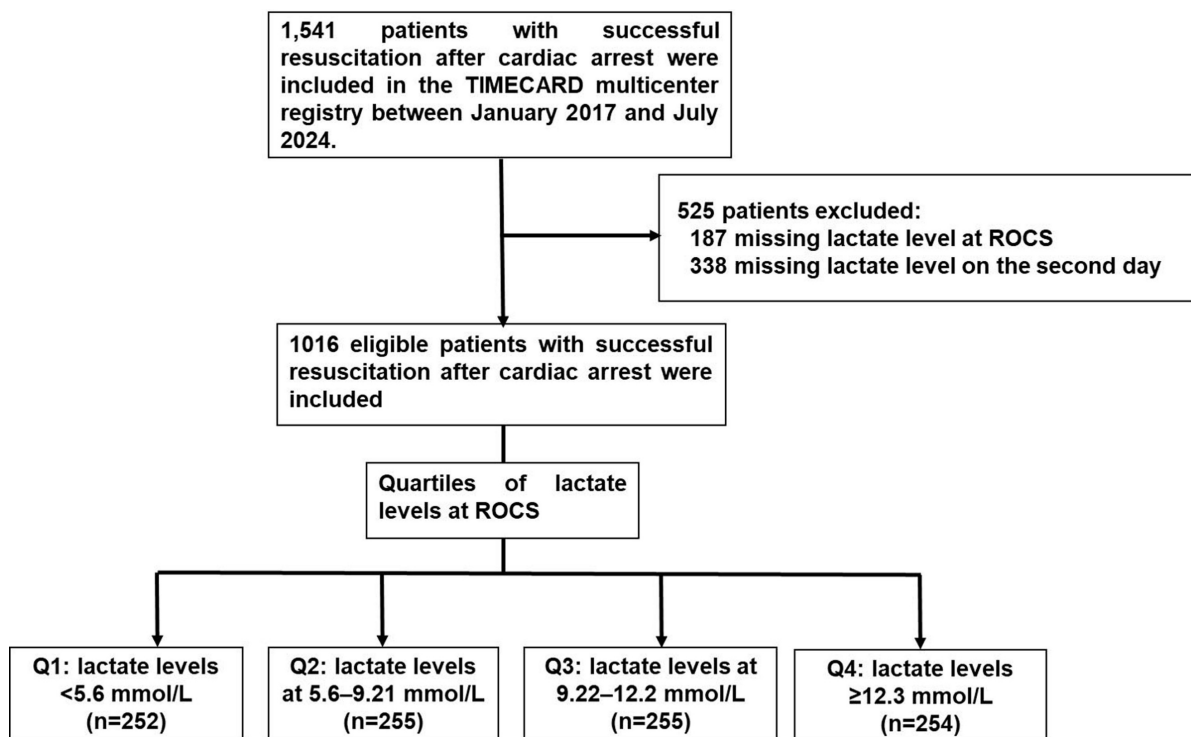 1,541 patients with successful
resuscitation after cardiac arrest were
included in the TIMECARD multicenter
registry between January 2017 and July
2024.
525 patients excluded:
187 missing lactate level at ROCS
338 missing lactate level on the second day
1016 eligible patients with successful
resuscitation after cardiac arrest were
included
Quartiles of lactate
levels at ROCS
Q1: lactate levels
<5.6 mmol/L
(n=252)
Q2: lactate levels
at 5.6–9.21 mmol/L
(n=255)
Q3: lactate levels at
9.22–12.2 mmol/L
(n=255)
Q4: lactate levels
≥12.3 mmol/L
(n=254)